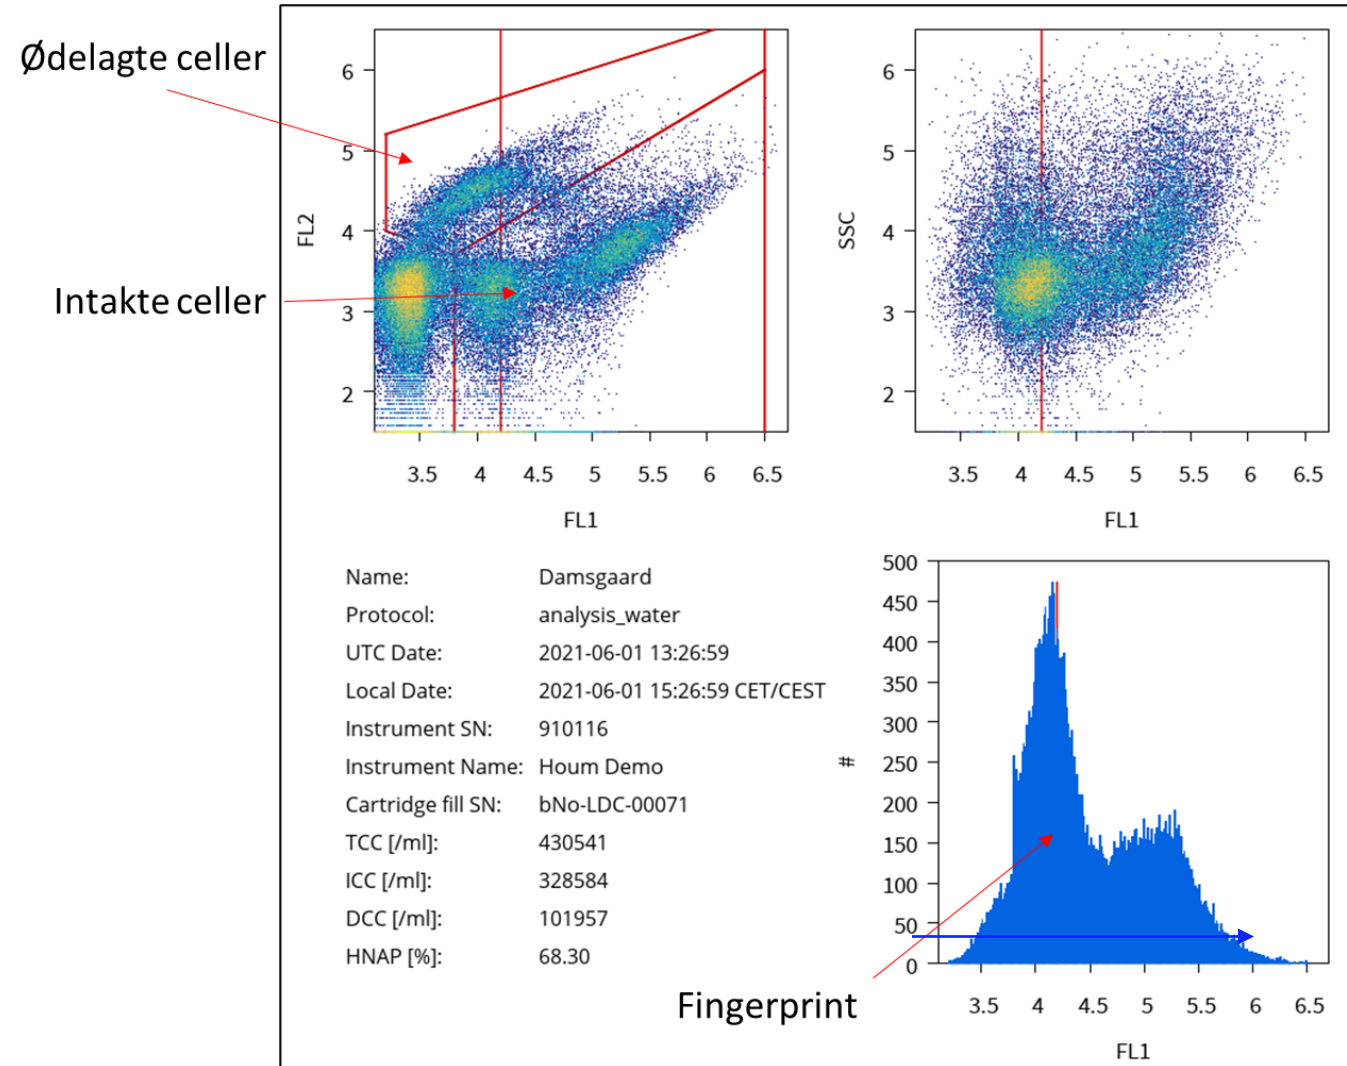 Ødelagte celler
Intakte celler
FL2
6
5
4
3
2
3.5 4 4.5 5 5.5 6 6.5
FL1
SSC
6
5
4
3
2
3.5 4 4.5 5 5.5 6 6.5
FL1
Name: Damsgaard
Protocol: analysis_water
UTC Date: 2021-06-01 13:26:59
Local Date: 2021-06-01 15:26:59 CET/CEST
Instrument SN: 910116
Instrument Name: Houm Demo
Cartridge fill SN: bNo-LDC-00071
TCC [/ml]: 430541
ICC [/ml]: 328584
DCC [/ml]: 101957
HNAP [%]: 68.30
#
500
450
400
350
300
250
200
150
100
50
0
3.5 4 4.5 5 5.5 6 6.5
FL1
Fingerprint